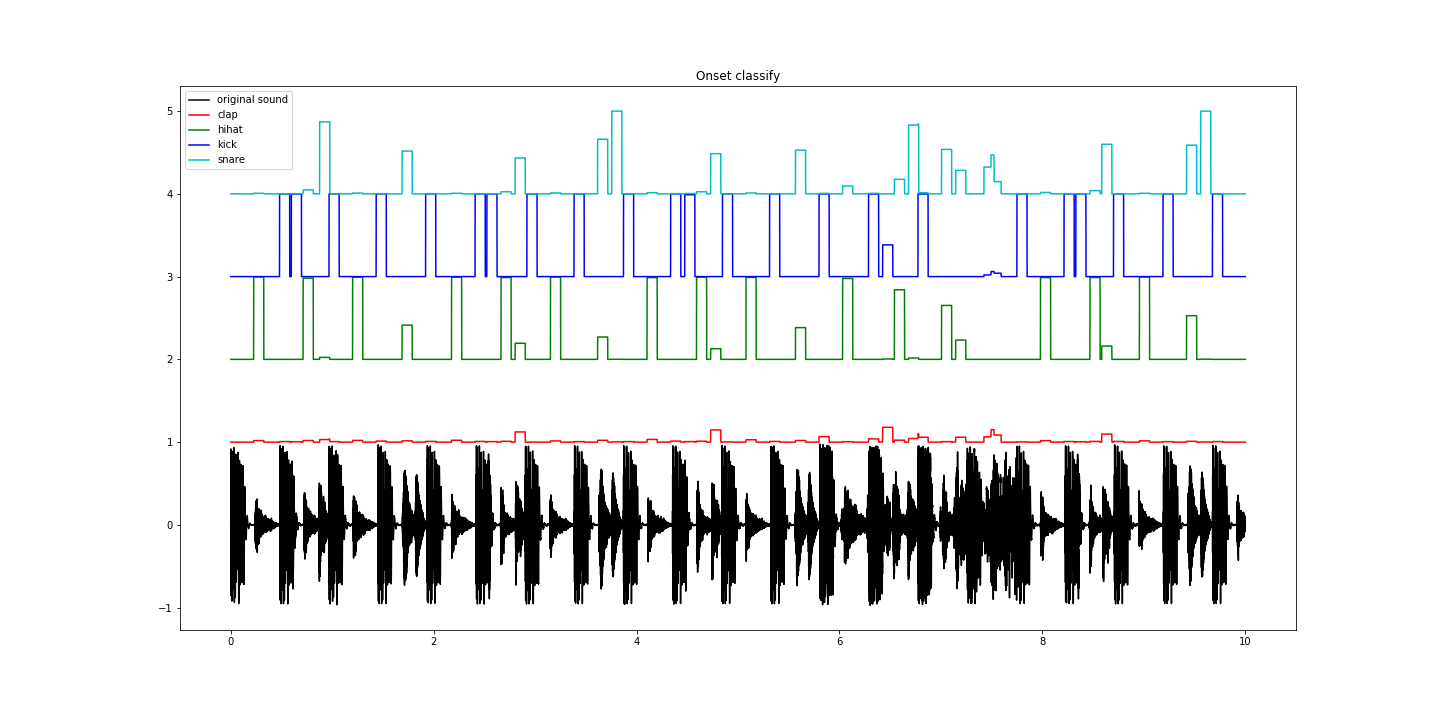 Onset classify
original sound
clap
hihat
kick
snare
5
4
3
2
1
0
−1
0 2 4 6 8 10